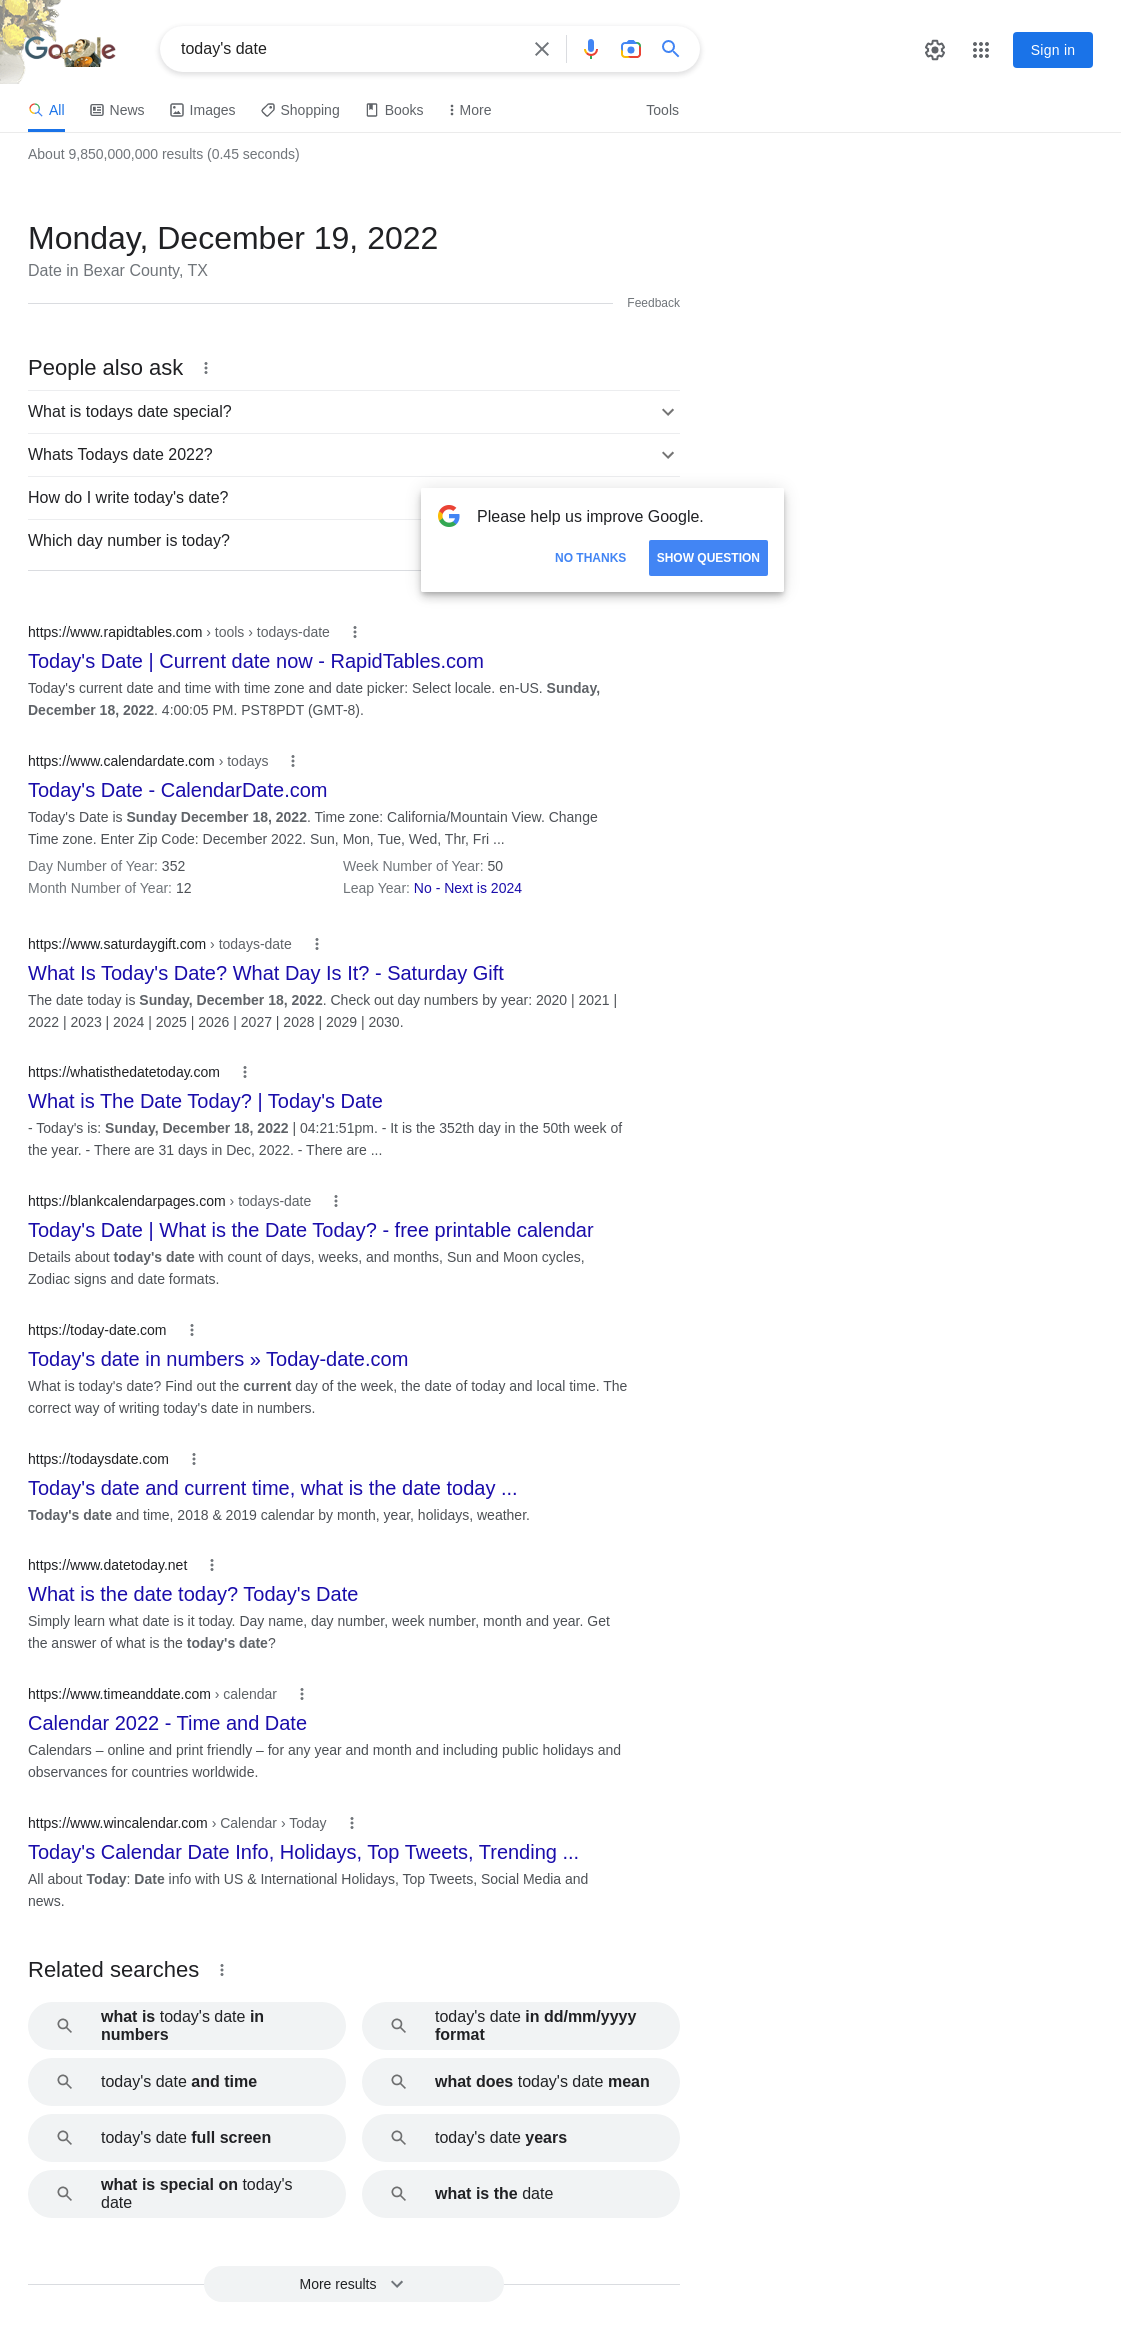 Google
today's date
Sign in
All
News
Images
Shopping
Books
More
Tools
About 9,850,000,000 results (0.45 seconds)
Monday, December 19, 2022
Date in Bexar County, TX
Feedback
People also ask
What is todays date special?
Whats Todays date 2022?
How do I write today's date?
Which day number is today?
Please help us improve Google.
NO THANKS
SHOW QUESTION
https://www.rapidtables.com › tools › todays-date
Today's Date | Current date now - RapidTables.com
Today's current date and time with time zone and date picker: Select locale. en-US. Sunday,
December 18, 2022. 4:00:05 PM. PST8PDT (GMT-8).
https://www.calendardate.com › todays
Today's Date - CalendarDate.com
Today's Date is Sunday December 18, 2022. Time zone: California/Mountain View. Change
Time zone. Enter Zip Code: December 2022. Sun, Mon, Tue, Wed, Thr, Fri ...
Day Number of Year: 352
Week Number of Year: 50
Month Number of Year: 12
Leap Year: No - Next is 2024
https://www.saturdaygift.com › todays-date
What Is Today's Date? What Day Is It? - Saturday Gift
The date today is Sunday, December 18, 2022. Check out day numbers by year: 2020 | 2021 |
2022 | 2023 | 2024 | 2025 | 2026 | 2027 | 2028 | 2029 | 2030.
https://whatisthedatetoday.com
What is The Date Today? | Today's Date
- Today's is: Sunday, December 18, 2022 | 04:21:51pm. - It is the 352th day in the 50th week of
the year. - There are 31 days in Dec, 2022. - There are ...
https://blankcalendarpages.com › todays-date
Today's Date | What is the Date Today? - free printable calendar
Details about today's date with count of days, weeks, and months, Sun and Moon cycles,
Zodiac signs and date formats.
https://today-date.com
Today's date in numbers » Today-date.com
What is today's date? Find out the current day of the week, the date of today and local time. The
correct way of writing today's date in numbers.
https://todaysdate.com
Today's date and current time, what is the date today ...
Today's date and time, 2018 & 2019 calendar by month, year, holidays, weather.
https://www.datetoday.net
What is the date today? Today's Date
Simply learn what date is it today. Day name, day number, week number, month and year. Get
the answer of what is the today's date?
https://www.timeanddate.com › calendar
Calendar 2022 - Time and Date
Calendars – online and print friendly – for any year and month and including public holidays and
observances for countries worldwide.
https://www.wincalendar.com › Calendar › Today
Today's Calendar Date Info, Holidays, Top Tweets, Trending ...
All about Today: Date info with US & International Holidays, Top Tweets, Social Media and
news.
Related searches
what is today's date in
numbers
today's date in dd/mm/yyyy
format
today's date and time
what does today's date mean
today's date full screen
today's date years
what is special on today's
date
what is the date
More results